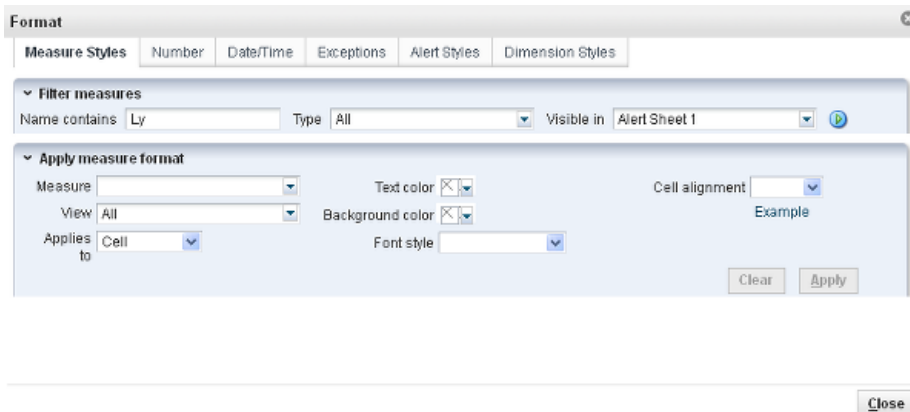 Format
Measure Styles Number Date/Time Exceptions Alert Styles Dimension Styles
Filter measures
Name contains Ly Type All Visible in Alert Sheet 1
Apply measure format
Measure Text color Cell alignment
View All Background color Example
Applies to Cell Font style
Clear Apply
Close